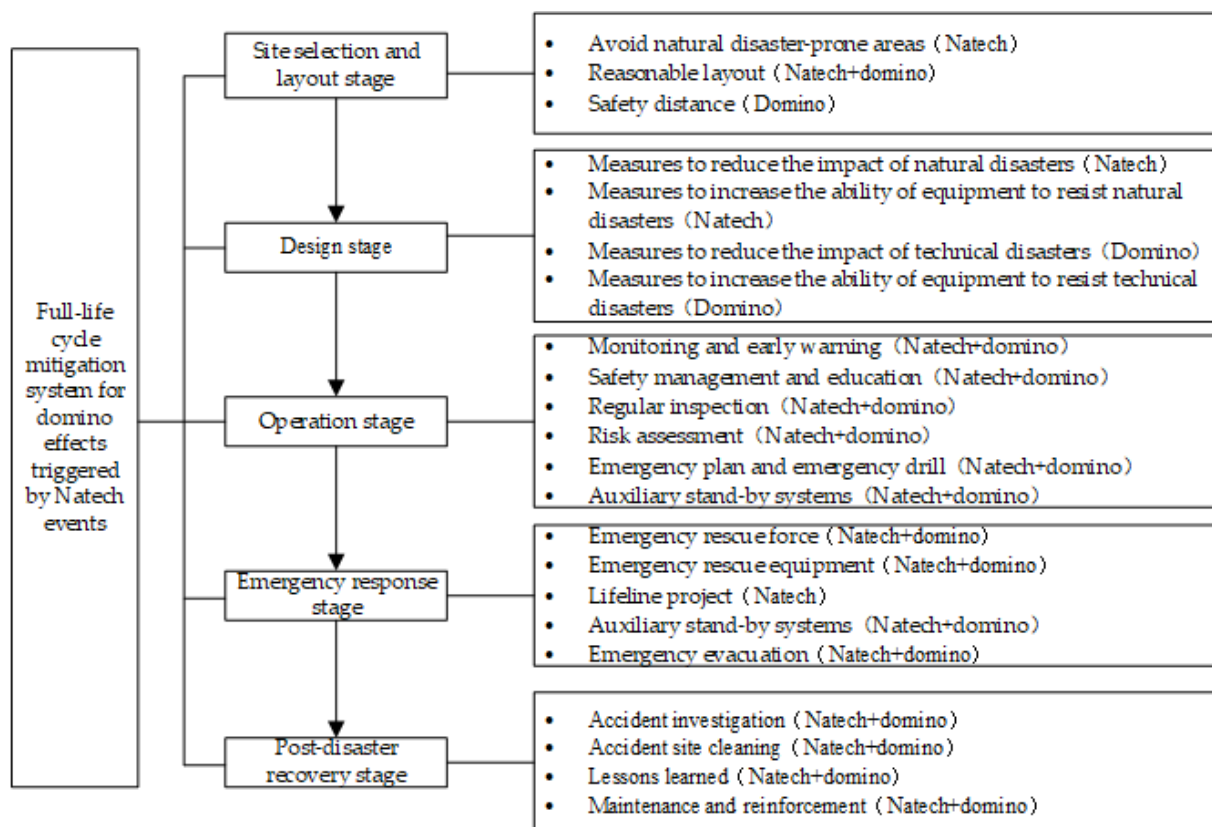 Full-life
cycle
mitigation
system for
domino
effects
triggered
by Natech
events
Site selection and
layout stage
• Avoid natural disaster-prone areas (Natech)
• Reasonable layout (Natech+domino)
• Safety distance (Domino)
Design stage
• Measures to reduce the impact of natural disasters (Natech)
• Measures to increase the ability of equipment to resist natural
disasters (Natech)
• Measures to reduce the impact of technical disasters (Domino)
• Measures to increase the ability of equipment to resist technical
disasters (Domino)
Operation stage
• Monitoring and early warning (Natech+domino)
• Safety management and education (Natech+domino)
• Regular inspection (Natech+domino)
• Risk assessment (Natech+domino)
• Emergency plan and emergency drill (Natech+domino)
• Auxiliary stand-by systems (Natech+domino)
Emergency response
stage
• Emergency rescue force (Natech+domino)
• Emergency rescue equipment (Natech+domino)
• Lifeline project (Natech)
• Auxiliary stand-by systems (Natech+domino)
• Emergency evacuation (Natech+domino)
Post-disaster
recovery stage
• Accident investigation (Natech+domino)
• Accident site cleaning (Natech+domino)
• Lessons learned (Natech+domino)
• Maintenance and reinforcement (Natech+domino)